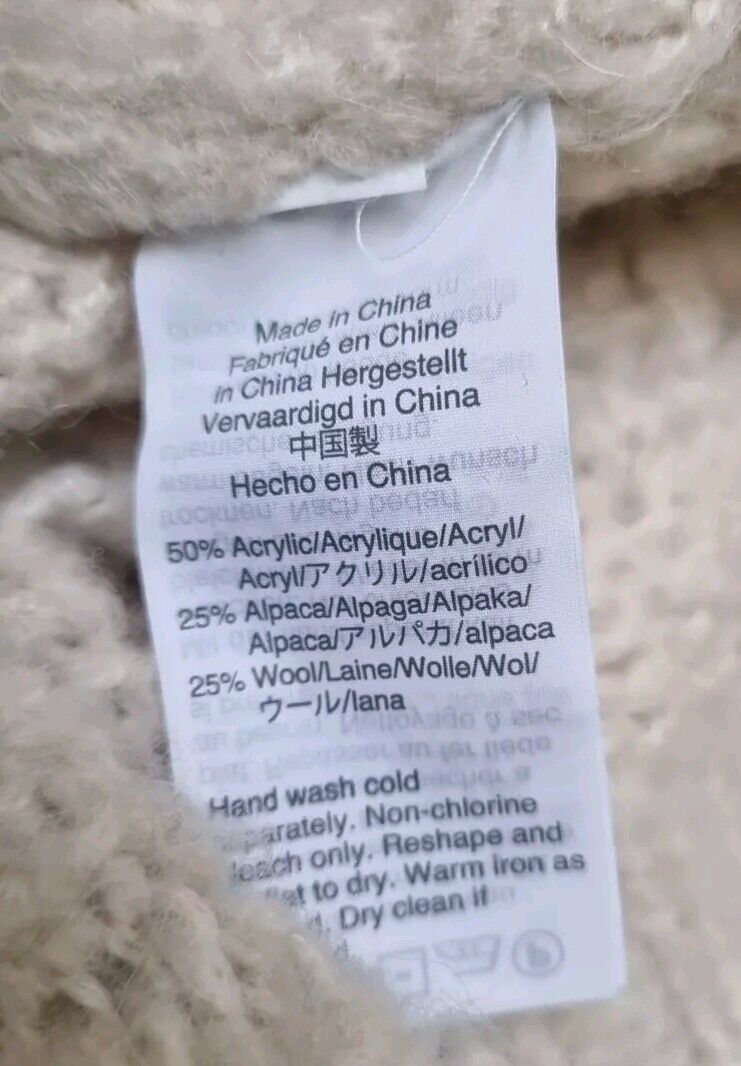 Made in China
Fabriqué en Chine
in China Hergestellt
Vervaardigd in China
中国製
Hecho en China
50% Acrylic/Acrylique/Acryl/
Acryl/アクリル/acrílico
25% Alpaca/Alpaga/Alpaka/
Alpaca/アルパカ/alpaca
25% Wool/Laine/Wolle/Wol/
ウール/lana
Hand wash cold
Non-chlorine
only. Reshape and
to dry. Warm iron as
Dry clean if